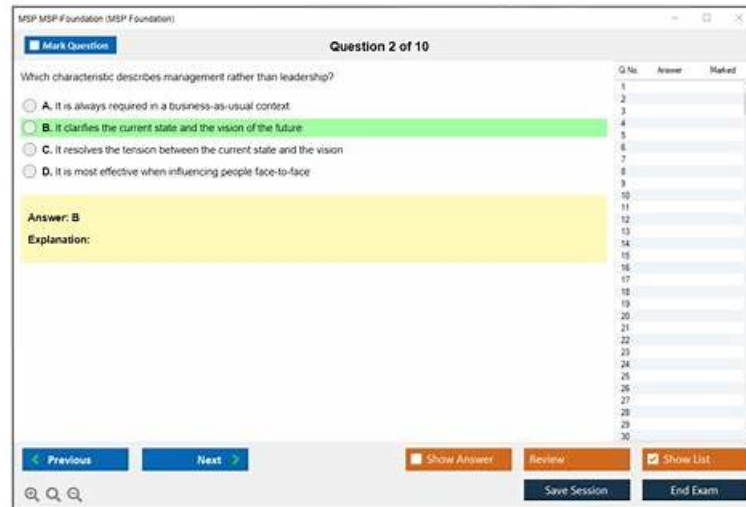 MSP MSP-Foundation (MSP Foundation)
Mark Question
Question 2 of 10
Q.No. Answer Marked
Which characteristic describes management rather than leadership?
A. It is always required in a business-as-usual context
B. It clarifies the current state and the vision of the future
C. It resolves the tension between the current state and the vision
D. It is most effective when influencing people face-to-face
Answer: B
Explanation:
1
2
3
4
5
6
7
8
9
10
11
12
13
14
15
16
17
18
19
20
21
22
23
24
25
26
27
28
29
30
Previous
Next
Show Answer
Review
Show List
Save Session
End Exam